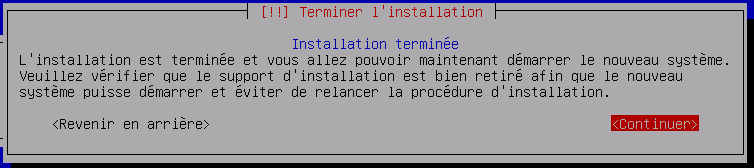 [!!] Terminer l'installation
Installation terminée
L'installation est terminée et vous allez pouvoir maintenant démarrer le nouveau système.
Veuillez vérifier que le support d'installation est bien retiré afin que le nouveau
système puisse démarrer et éviter de relancer la procédure d'installation.
<Revenir en arrière> <Continuer>